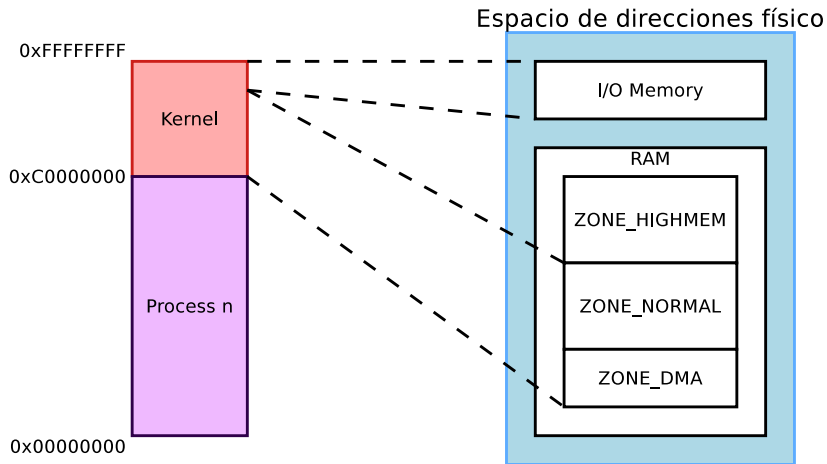 Espacio de direcciones físico
0xFFFFFFFF
Kernel
I/O Memory
0xC0000000
RAM
ZONE_HIGHMEM
Process n
ZONE_NORMAL
ZONE_DMA
0x00000000